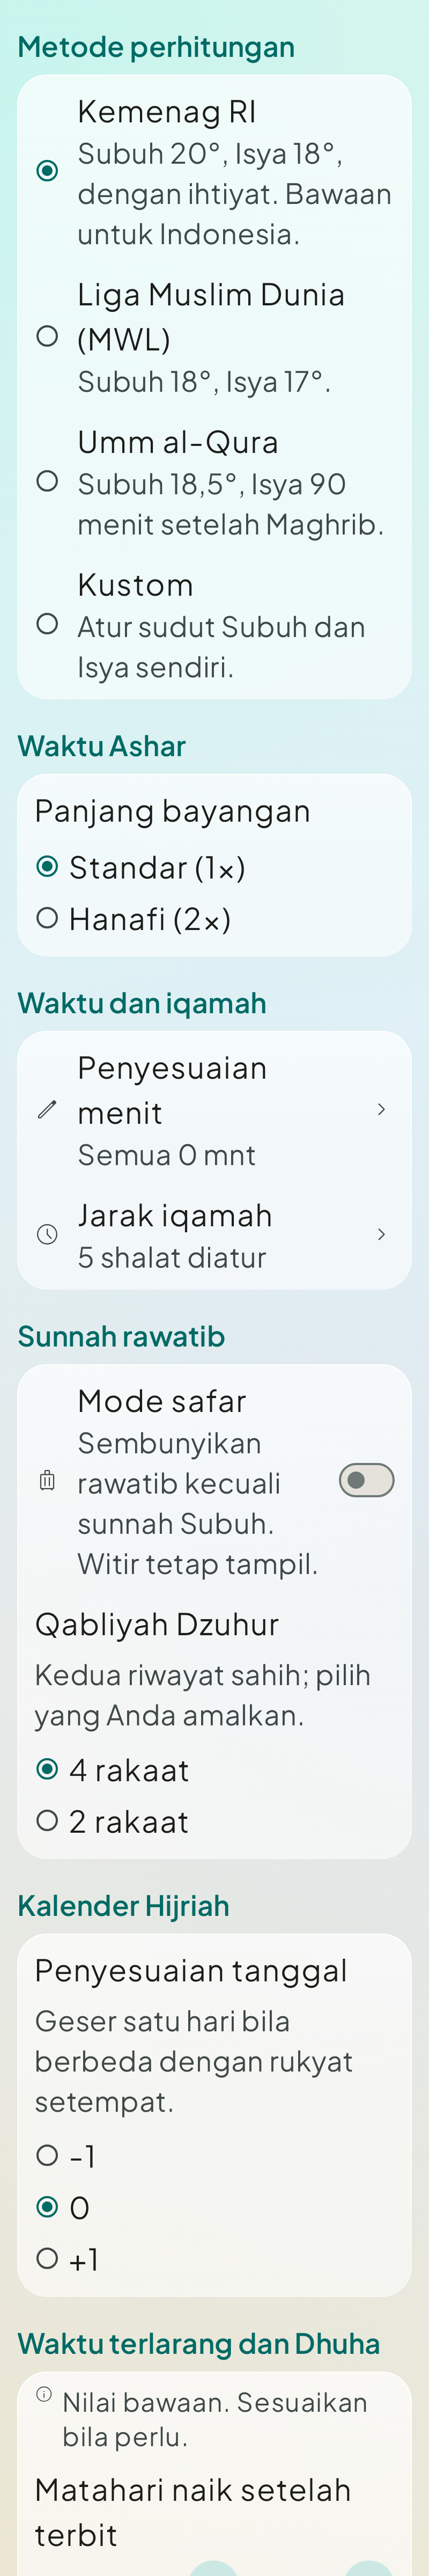 Metode perhitungan
Kemenag RI
Subuh 20°, Isya 18°,
dengan ihtiyat. Bawaan
untuk Indonesia.
Liga Muslim Dunia
(MWL)
Subuh 18°, Isya 17°.
Umm al-Qura
Subuh 18,5°, Isya 90
menit setelah Maghrib.
Kustom
Atur sudut Subuh dan
Isya sendiri.
Waktu Ashar
Panjang bayangan
Standar (1×)
Hanafi (2×)
Waktu dan iqamah
Penyesuaian
menit
Semua 0 mnt
Jarak iqamah
5 shalat diatur
Sunnah rawatib
Mode safar
Sembunyikan
rawatib kecuali
sunnah Subuh.
Witir tetap tampil.
Qabliyah Dzuhur
Kedua riwayat sahih; pilih
yang Anda amalkan.
4 rakaat
2 rakaat
Kalender Hijriah
Penyesuaian tanggal
Geser satu hari bila
berbeda dengan rukyat
setempat.
-1
0
+1
Waktu terlarang dan Dhuha
Nilai bawaan. Sesuaikan
bila perlu.
Matahari naik setelah
terbit